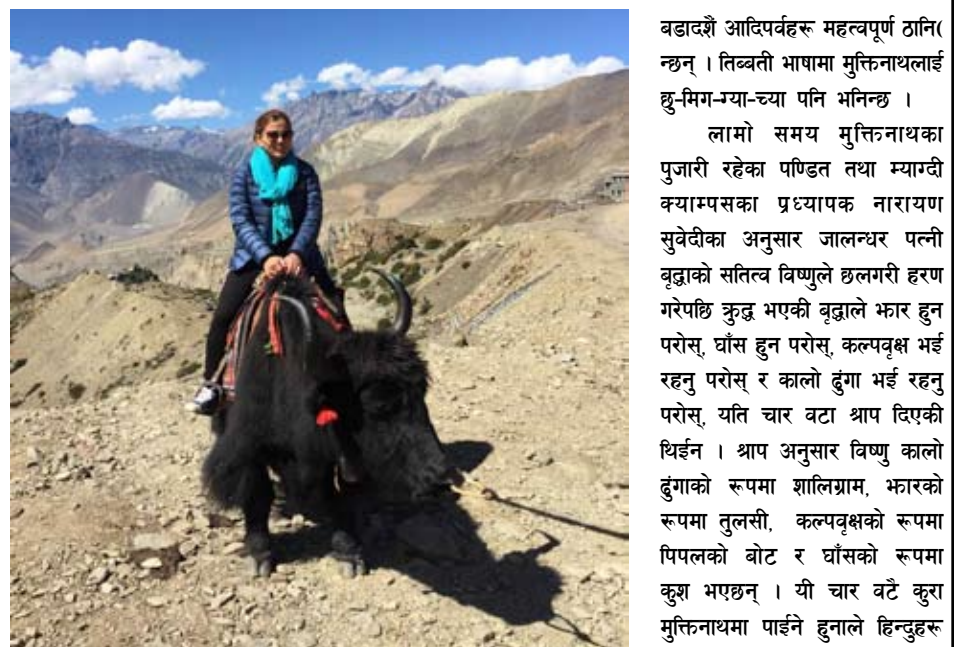 बडादशैं आदिपर्वहरू महत्वपूर्ण ठानि(
न्छन् । तिब्बती भाषामा मुक्तिनाथलाई
छु-मिग-ग्या-च्या पनि भनिन्छ ।
लामो समय मुक्तिनाथका
पुजारी रहेका पण्डित तथा म्याग्दी
क्याम्पसका प्रध्यापक नारायण
सुवेदीका अनुसार जालन्धर पत्नी
बृद्धाको सतित्व विष्णुले छलगरी हरण
गरेपछि क्रुद्ध भएकी बृद्धाले झार हुन
परोस्, घाँस हुन परोस्, कल्पवृक्ष भई
रहनु परोस् र कालो ढुंगा भई रहनु
परोस्, यति चार वटा श्राप दिएकी
थिईन । श्राप अनुसार विष्णु कालो
ढुंगाको रूपमा शालिग्राम, झारको
रूपमा तुलसी, कल्पवृक्षको रूपमा
पिपलको बोट र घाँसको रूपमा
कुश भएछन् । यी चार वटै कुरा
मुक्तिनाथमा पाईने हुनाले हिन्दुहरू